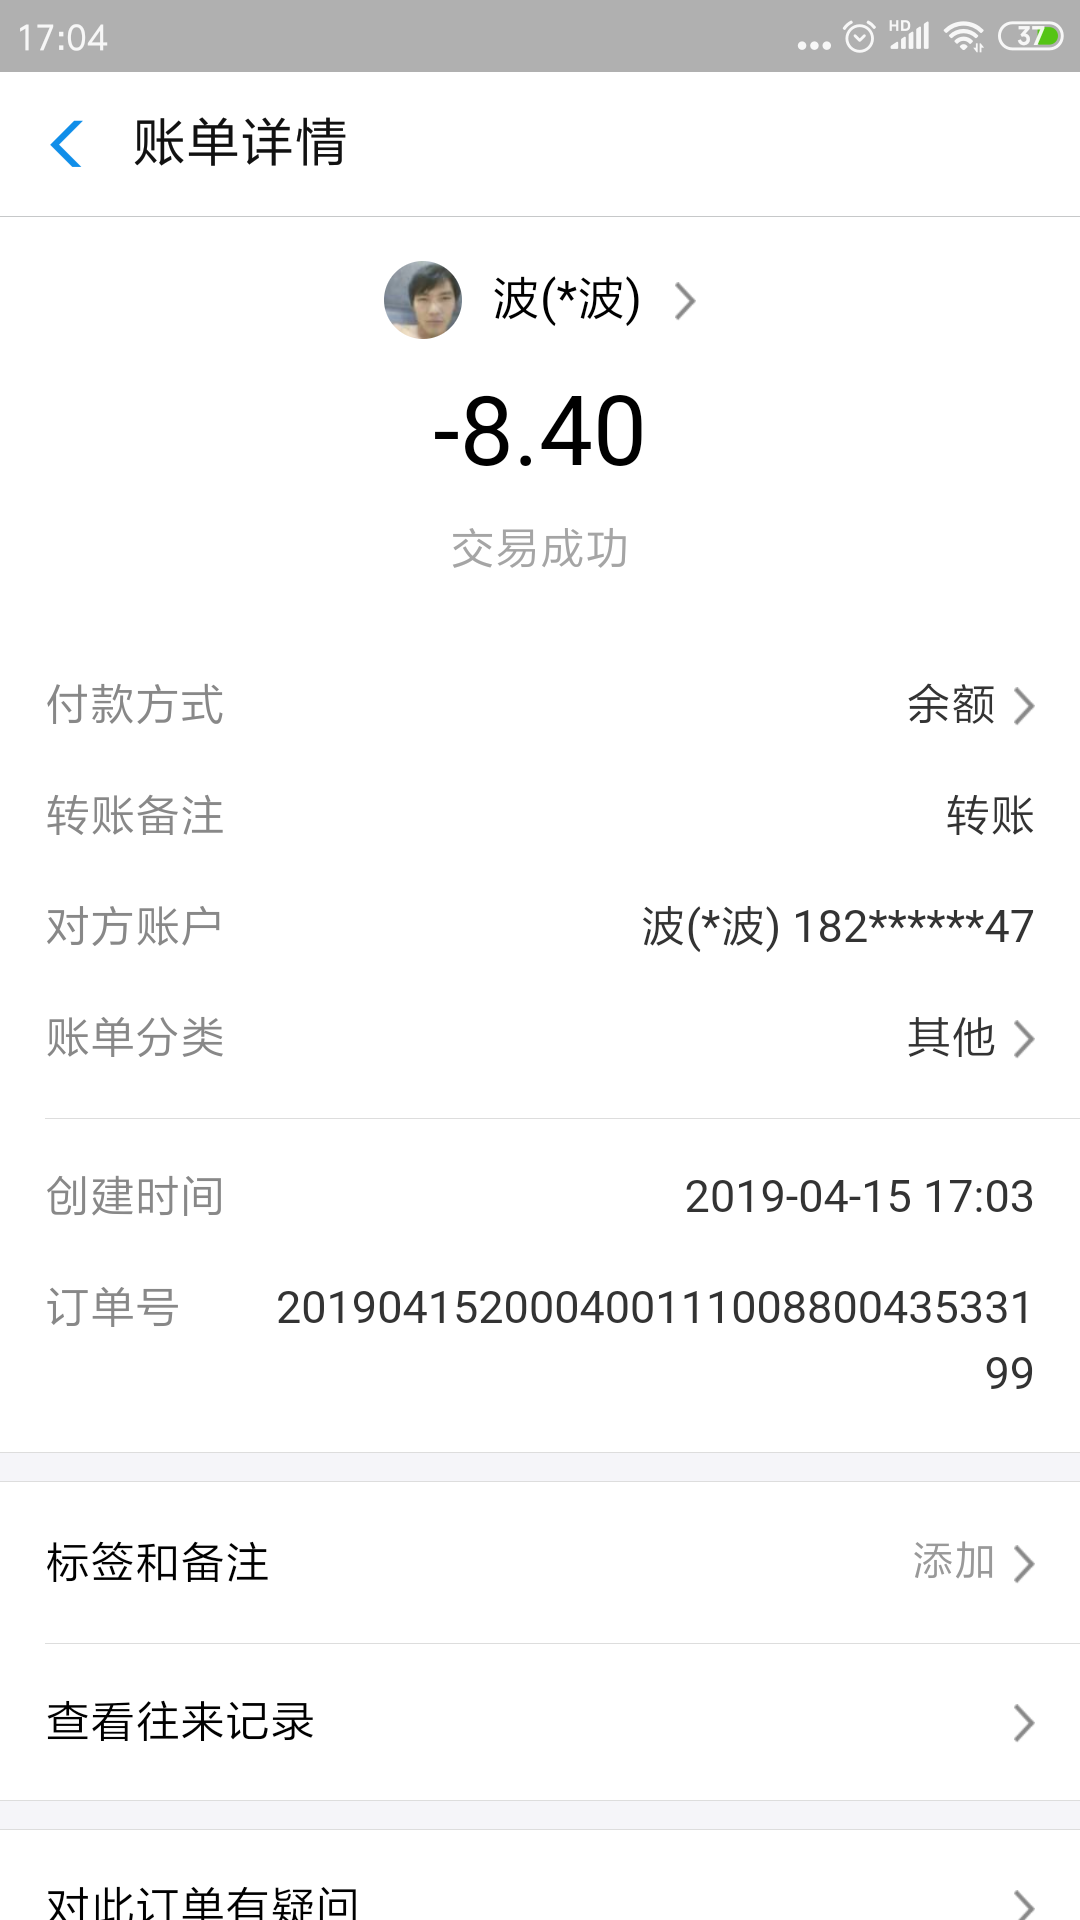 17:04
HD
37
账单详情
波(*波)
-8.40
交易成功
付款方式 余额
转账备注 转账
对方账户 波(*波) 182******47
账单分类 其他
创建时间 2019-04-15 17:03
订单号 201904152000400111008800435331
99
标签和备注 添加
查看往来记录
对此订单有疑问